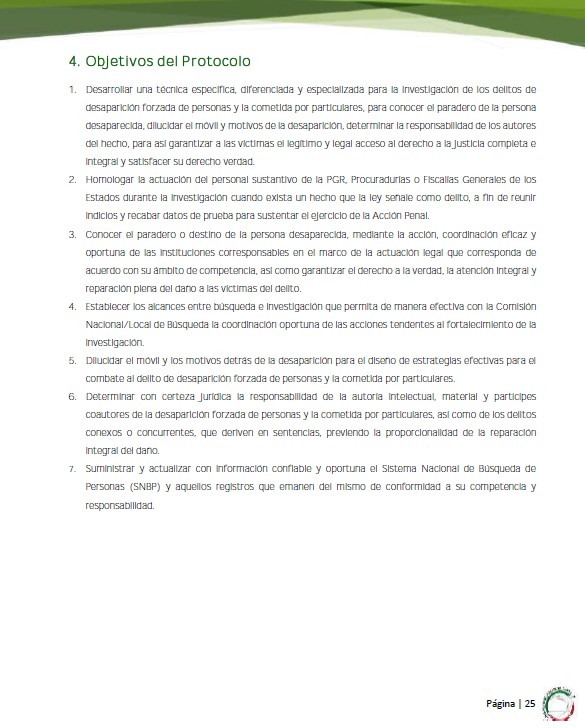 4. Objetivos del Protocolo
1. Desarrollar una técnica específica, diferenciada y especializada para la investigación de los delitos de
desaparición forzada de personas y la cometida por particulares, para conocer el paradero de la persona
desaparecida, dilucidar el móvil y motivos de la desaparición, determinar la responsabilidad de los autores
del hecho, para así garantizar a las víctimas el legítimo y legal acceso al derecho a la justicia completa e
integral y satisfacer su derecho verdad.
2. Homologar la actuación del personal sustantivo de la PGR, Procuradurías o Fiscalías Generales de los
Estados durante la investigación cuando exista un hecho que la ley señale como delito, a fin de reunir
indicios y recabar datos de prueba para sustentar el ejercicio de la Acción Penal.
3. Conocer el paradero o destino de la persona desaparecida, mediante la acción, coordinación eficaz y
oportuna de las instituciones corresponsables en el marco de la actuación legal que corresponda de
acuerdo con su ámbito de competencia, así como garantizar el derecho a la verdad, la atención integral y
reparación plena del daño a las víctimas del delito.
4. Establecer los alcances entre búsqueda e investigación que permita de manera efectiva con la Comisión
Nacional/Local de Búsqueda la coordinación oportuna de las acciones tendentes al fortalecimiento de la
investigación.
5. Dilucidar el móvil y los motivos detrás de la desaparición para el diseño de estrategias efectivas para el
combate al delito de desaparición forzada de personas y la cometida por particulares.
6. Determinar con certeza jurídica la responsabilidad de la autoría intelectual, material y partícipes
coautores de la desaparición forzada de personas y la cometida por particulares, así como de los delitos
conexos o concurrentes, que deriven en sentencias, previendo la proporcionalidad de la reparación
integral del daño.
7. Suministrar y actualizar con información confiable y oportuna el Sistema Nacional de Búsqueda de
Personas (SNBP) y aquellos registros que emanen del mismo de conformidad a su competencia y
responsabilidad.
Página | 25